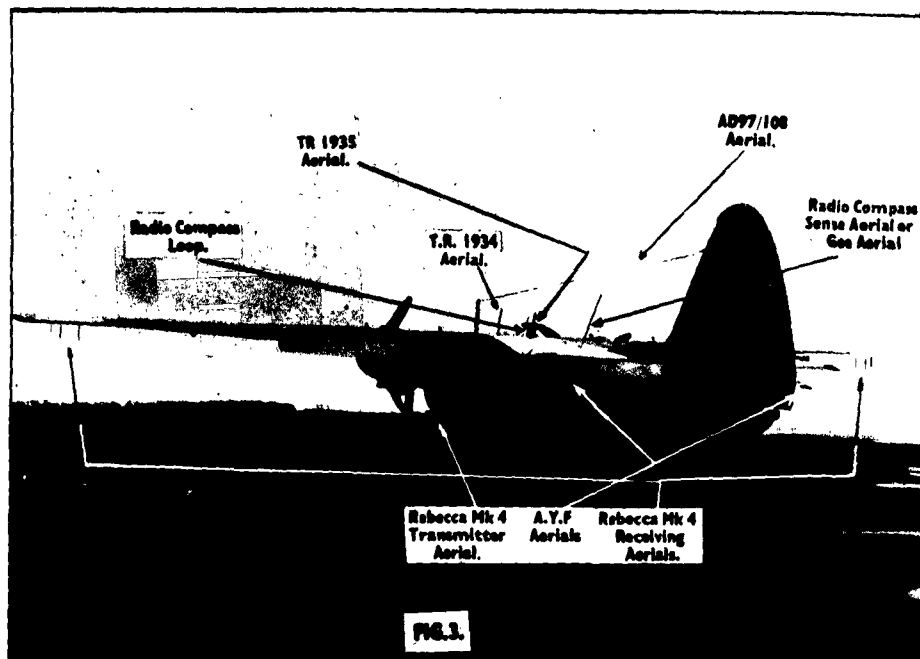 AD97/108
Aerial.
TR 1935
Aerial.
Radio Compass
Sense Aerial or
Gee Aerial
Radio Compass
Loop.
T.R. 1934
Aerial.
Rebecca Mk 4
Transmitter
Aerial.
A.Y.F
Aerials
Rebecca Mk 4
Receiving
Aerials.
FIG.3.